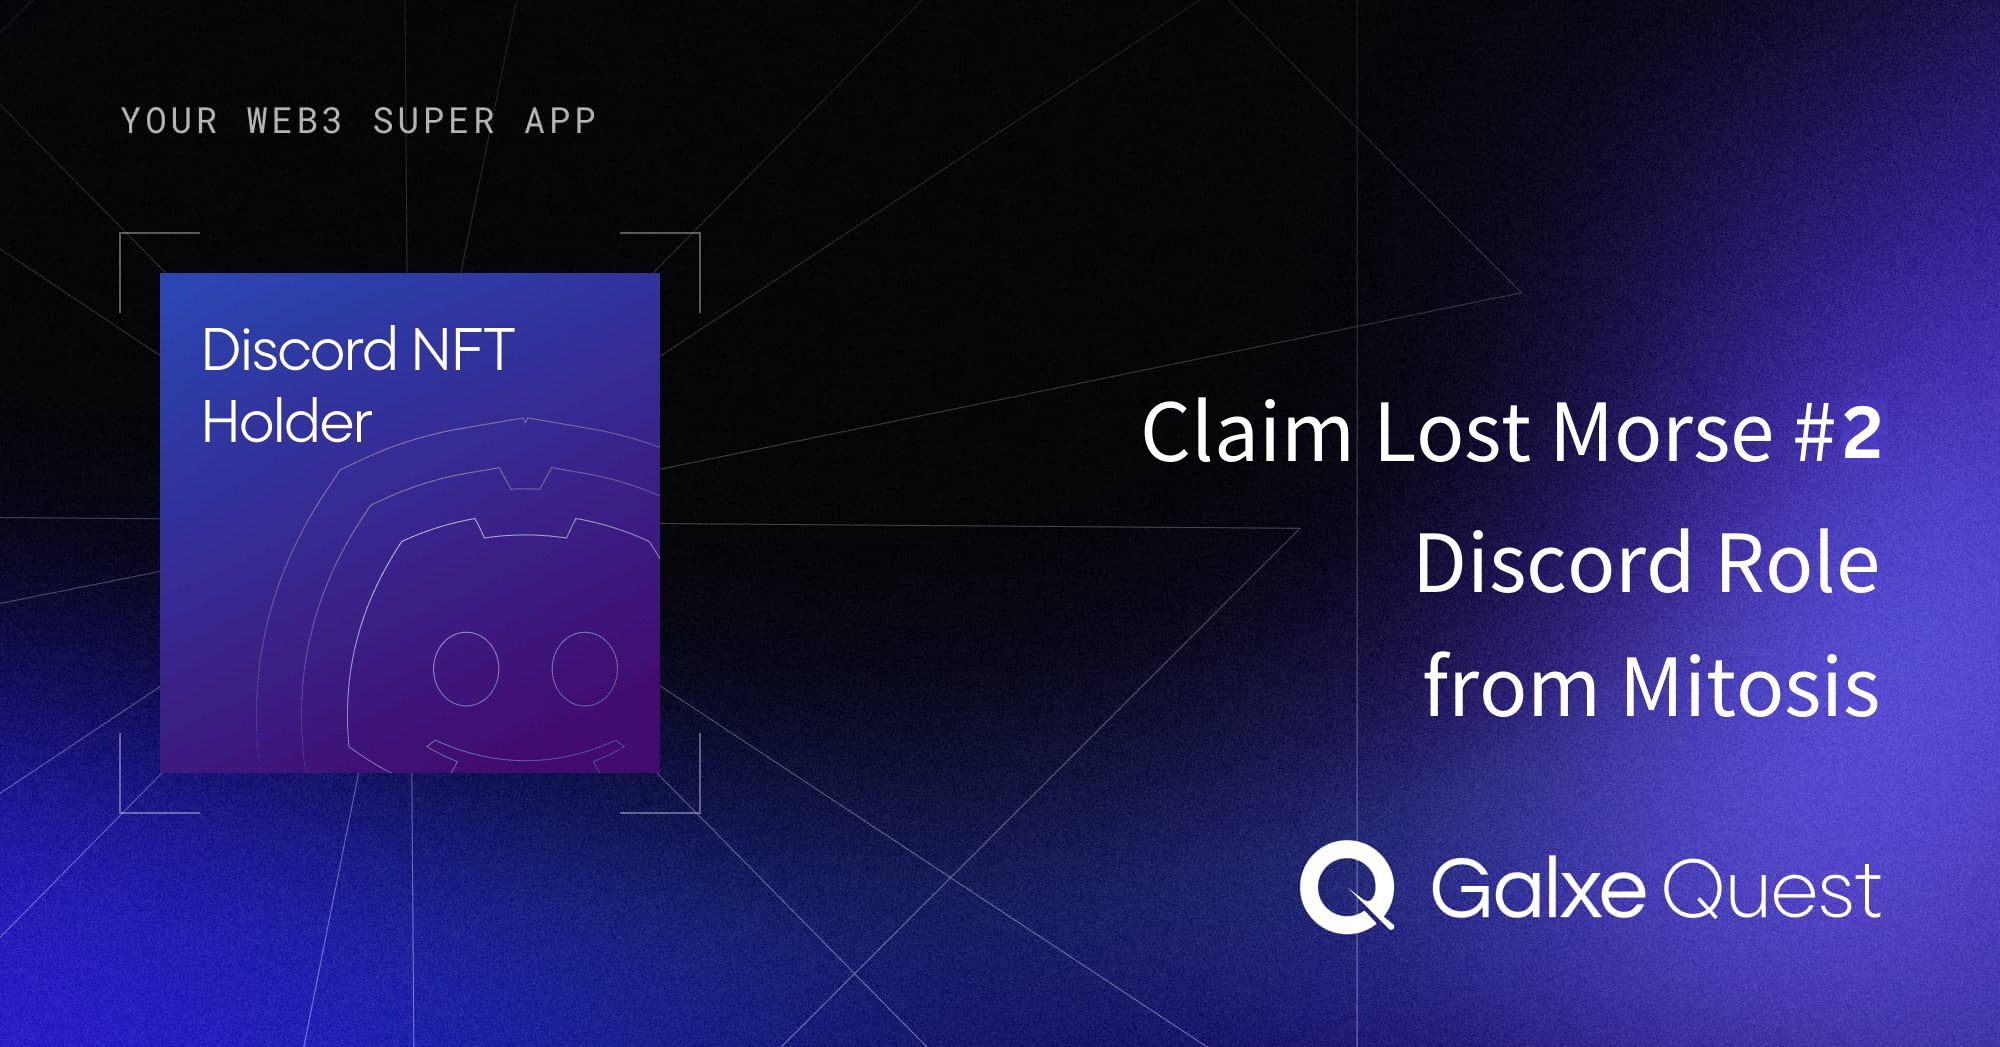 YOUR WEB3 SUPER APP
Discord NFT
Holder
Claim Lost Morse #2
Discord Role
from Mitosis
Galxe Quest